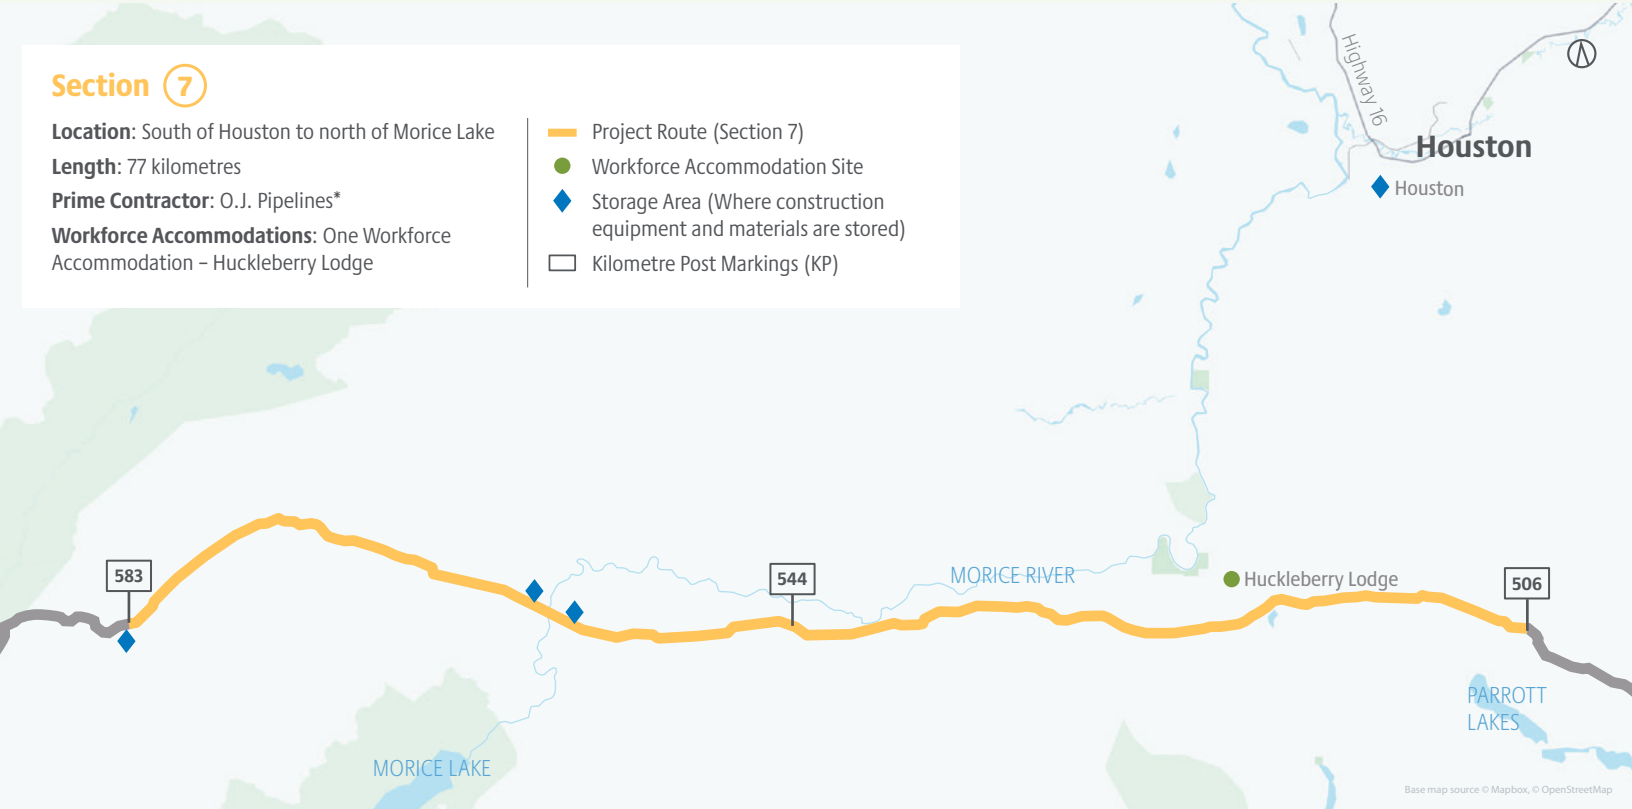 Section 7
Location: South of Houston to north of Morice Lake
Length: 77 kilometres
Prime Contractor: O.J. Pipelines*
Workforce Accommodations: One Workforce
Accommodation – Huckleberry Lodge
Project Route (Section 7)
Workforce Accommodation Site
Storage Area (Where construction
equipment and materials are stored)
Kilometre Post Markings (KP)
Highway 16
Houston
Houston
583
544
MORICE RIVER
Huckleberry Lodge
506
PARROTT
LAKES
MORICE LAKE
Base map source © Mapbox, © OpenStreetMap